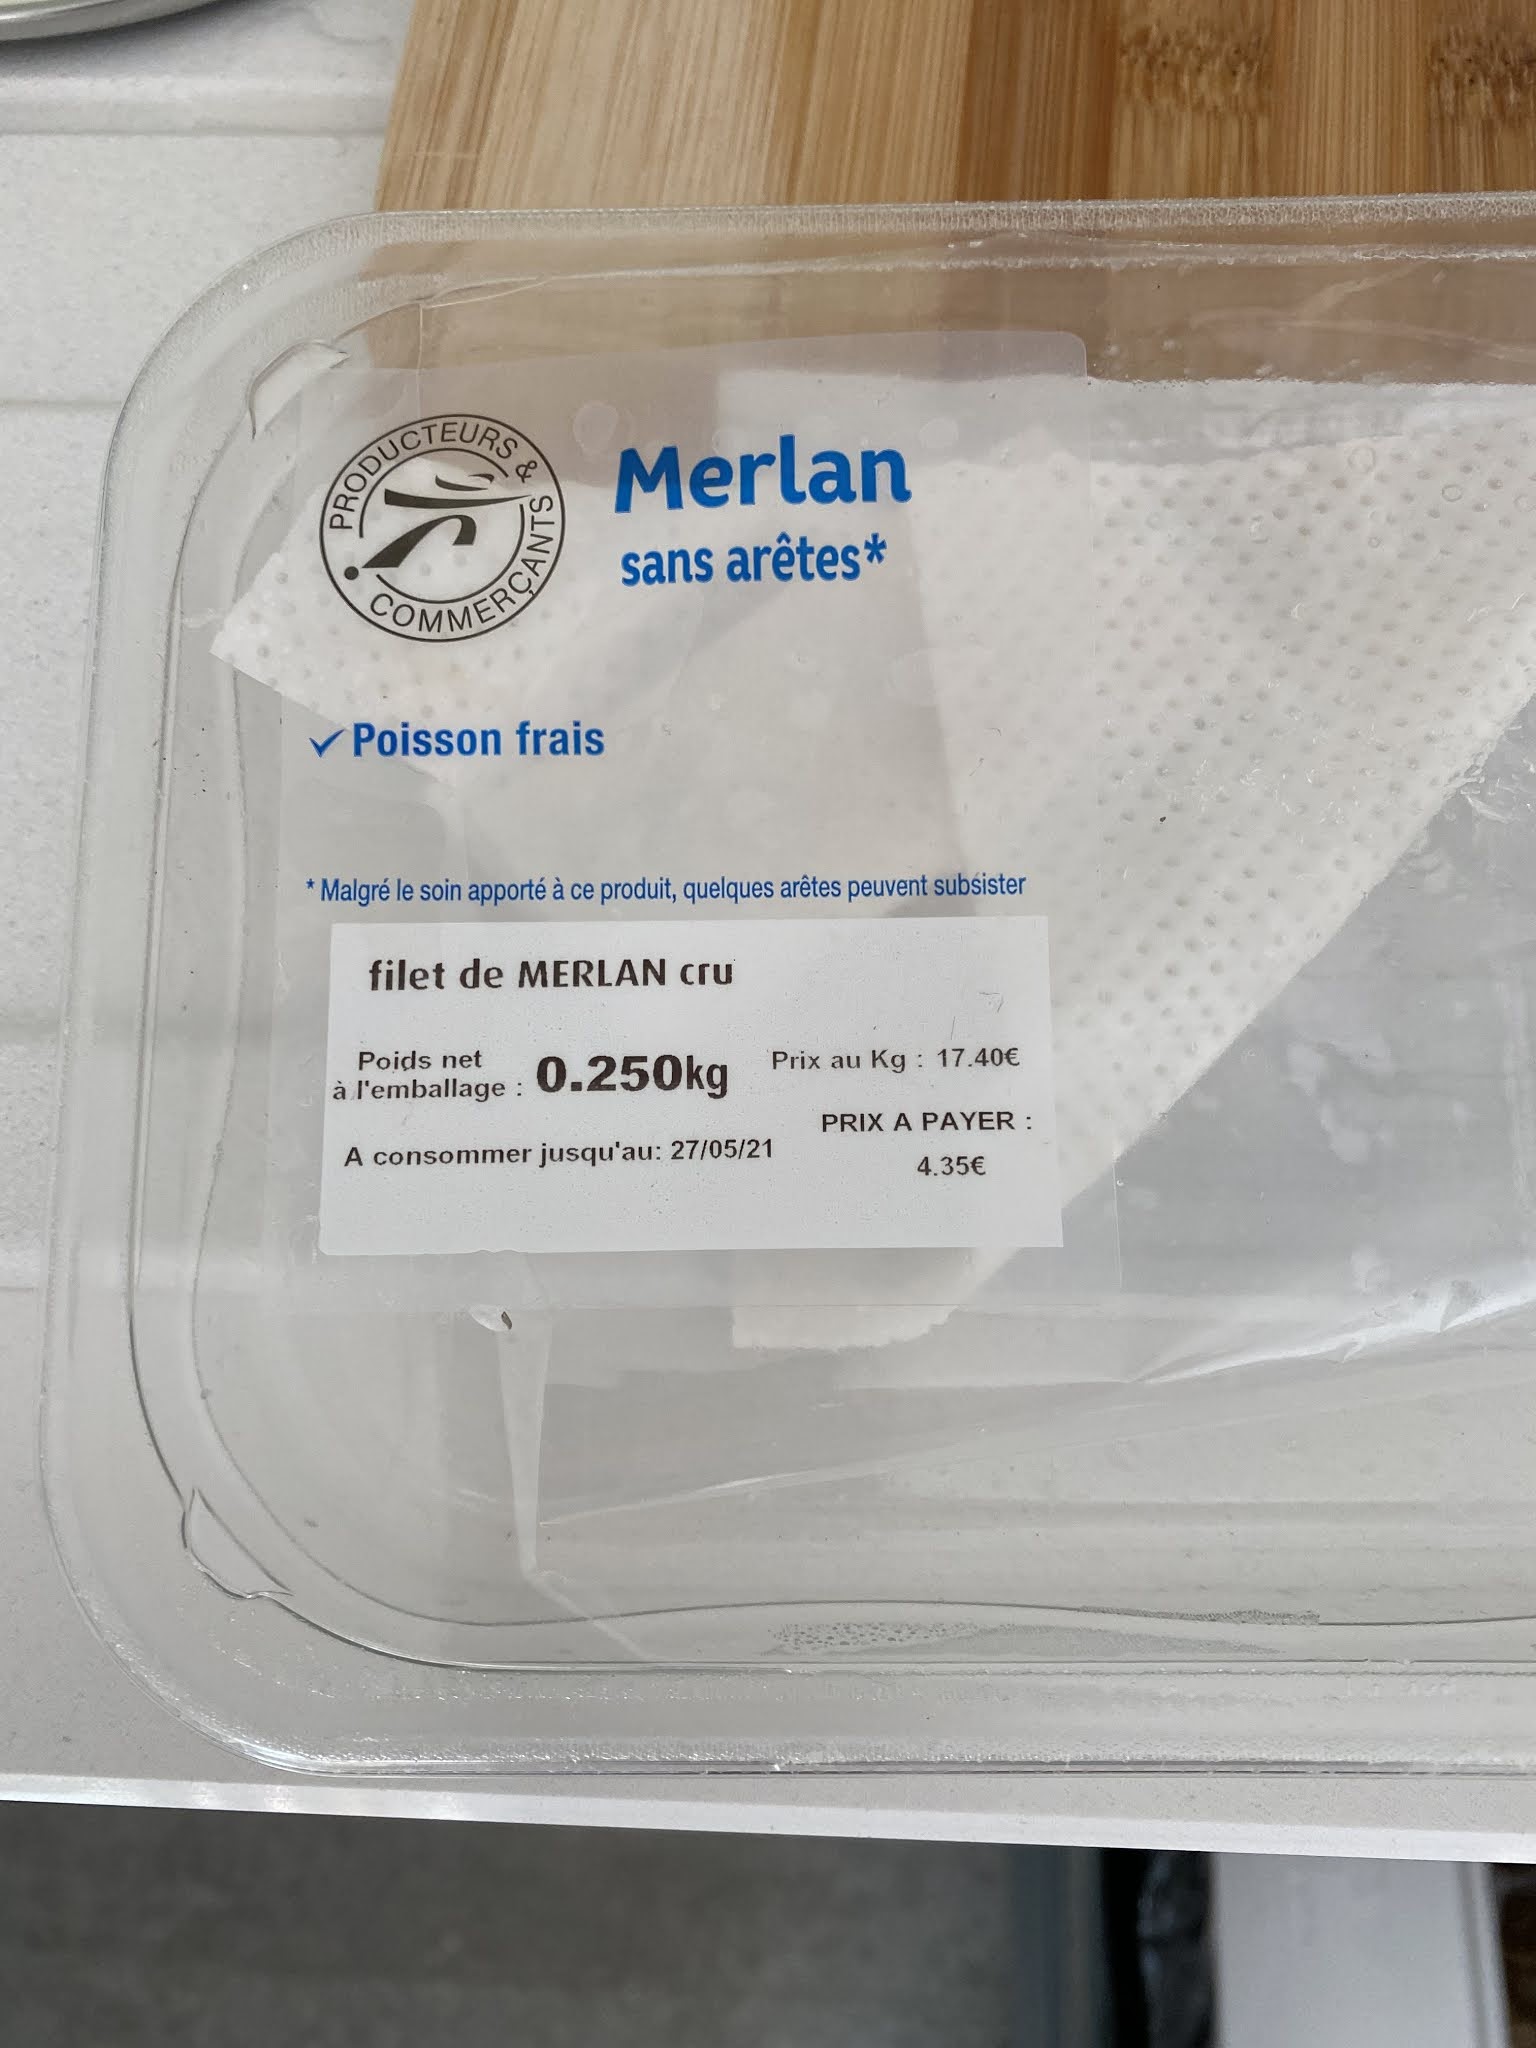 PRODUCTEURS &
COMMERÇANTS
Merlan
sans arêtes*
Poisson frais
* Malgré le soin apporté à ce produit, quelques arêtes peuvent subsister
filet de MERLAN cru
Poids net
à l'emballage : 0.250kg
Prix au Kg : 17.40€
A consommer jusqu'au: 27/05/21
PRIX A PAYER :
4.35€